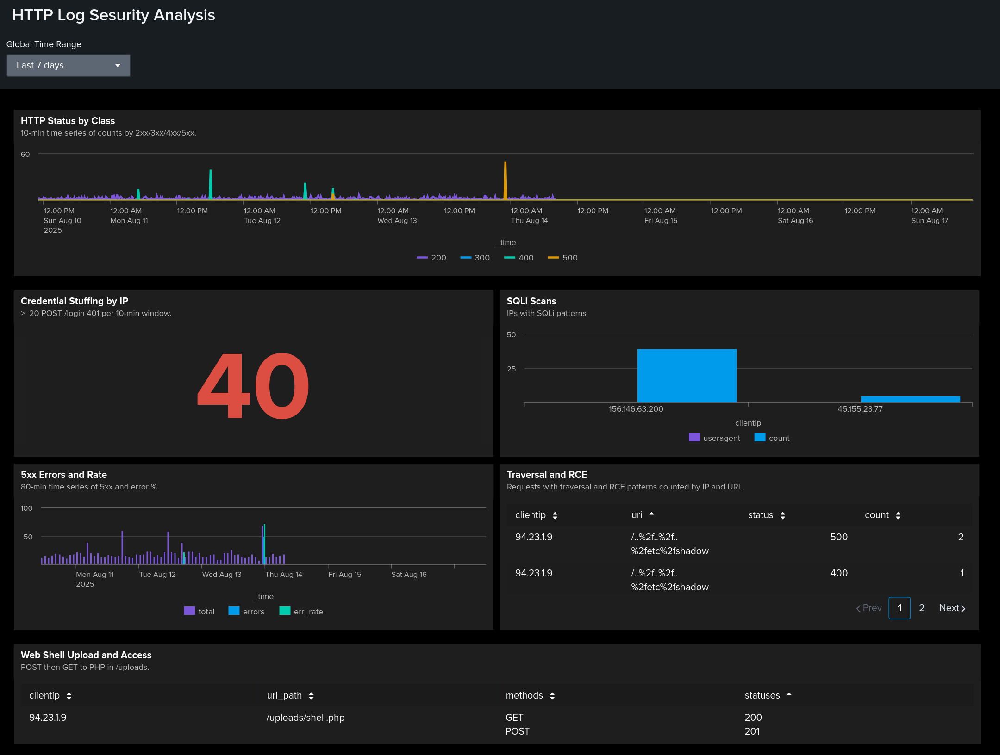 HTTP Log Sesurity Analysis
Global Time Range
Last 7 days
HTTP Status by Class
10-min time series of counts by 2xx/3xx/4xx/5xx.
60
12:00 PM 12:00 AM 12:00 PM 12:00 AM 12:00 PM 12:00 AM 12:00 PM 12:00 AM 12:00 PM 12:00 AM 12:00 PM 12:00 AM 12:00 PM 12:00 AM
Sun Aug 10 Mon Aug 11 Tue Aug 12 Wed Aug 13 Thu Aug 14 Fri Aug 15 Sat Aug 16 Sun Aug 17
2025
_time
200 300 400 500
Credential Stuffing by IP
>=20 POST /login 401 per 10-min window.
40
SQLi Scans
IPs with SQLi patterns
50
25
156.146.63.200 45.155.23.77
clientip
useragent count
5xx Errors and Rate
80-min time series of 5xx and error %.
100
50
Mon Aug 11 Tue Aug 12 Wed Aug 13 Thu Aug 14 Fri Aug 15 Sat Aug 16
2025
_time
total errors err_rate
Traversal and RCE
Requests with traversal and RCE patterns counted by IP and URL.
clientip uri status count
94.23.1.9 /..%2f..%2f.. 500 2
%2fetc%2fshadow
94.23.1.9 /..%2f..%2f.. 400 1
%2fetc%2fshadow
Prev 1 2 Next
Web Shell Upload and Access
POST then GET to PHP in /uploads.
clientip uri_path methods statuses
94.23.1.9 /uploads/shell.php GET 200
POST 201